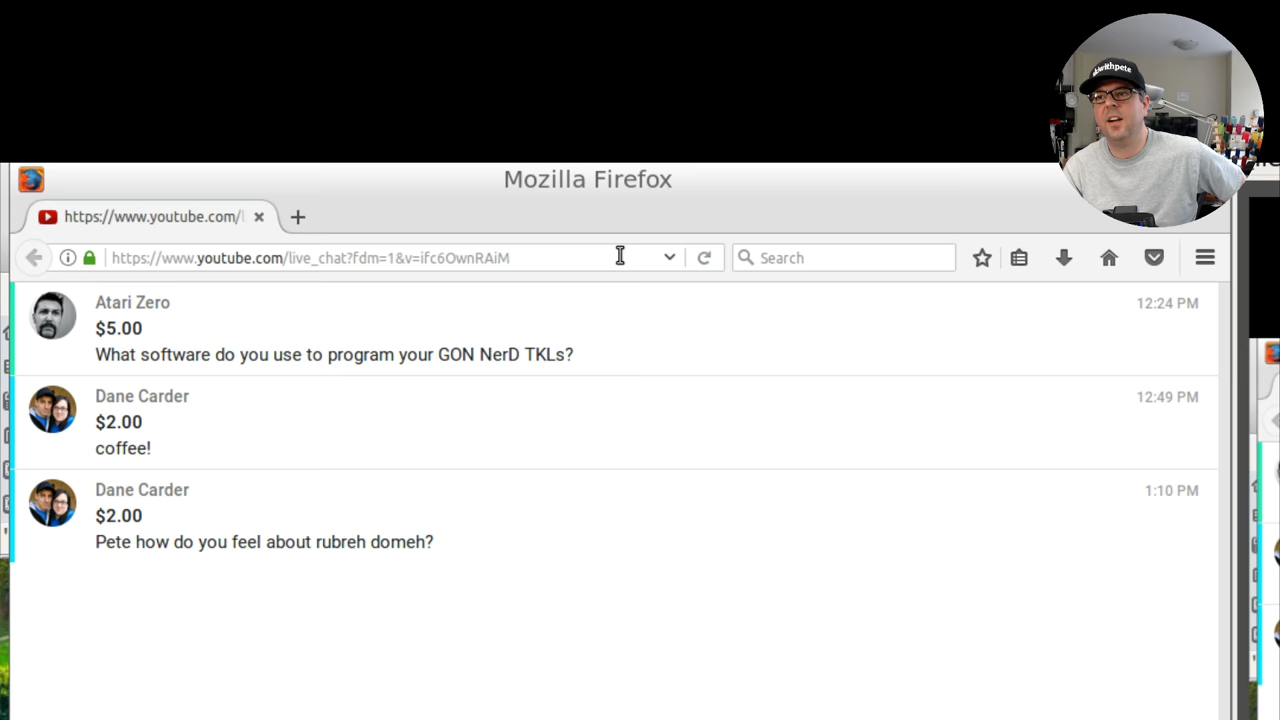 withpete
Mozilla Firefox
https://www.youtube.com/l
https://www.youtube.com/live_chat?fdm=1&v=ifc6OwnRAiM
Search
Atari Zero
12:24 PM
$5.00
What software do you use to program your GON NerD TKLs?
Dane Carder
12:49 PM
$2.00
coffee!
Dane Carder
1:10 PM
$2.00
Pete how do you feel about rubreh domeh?